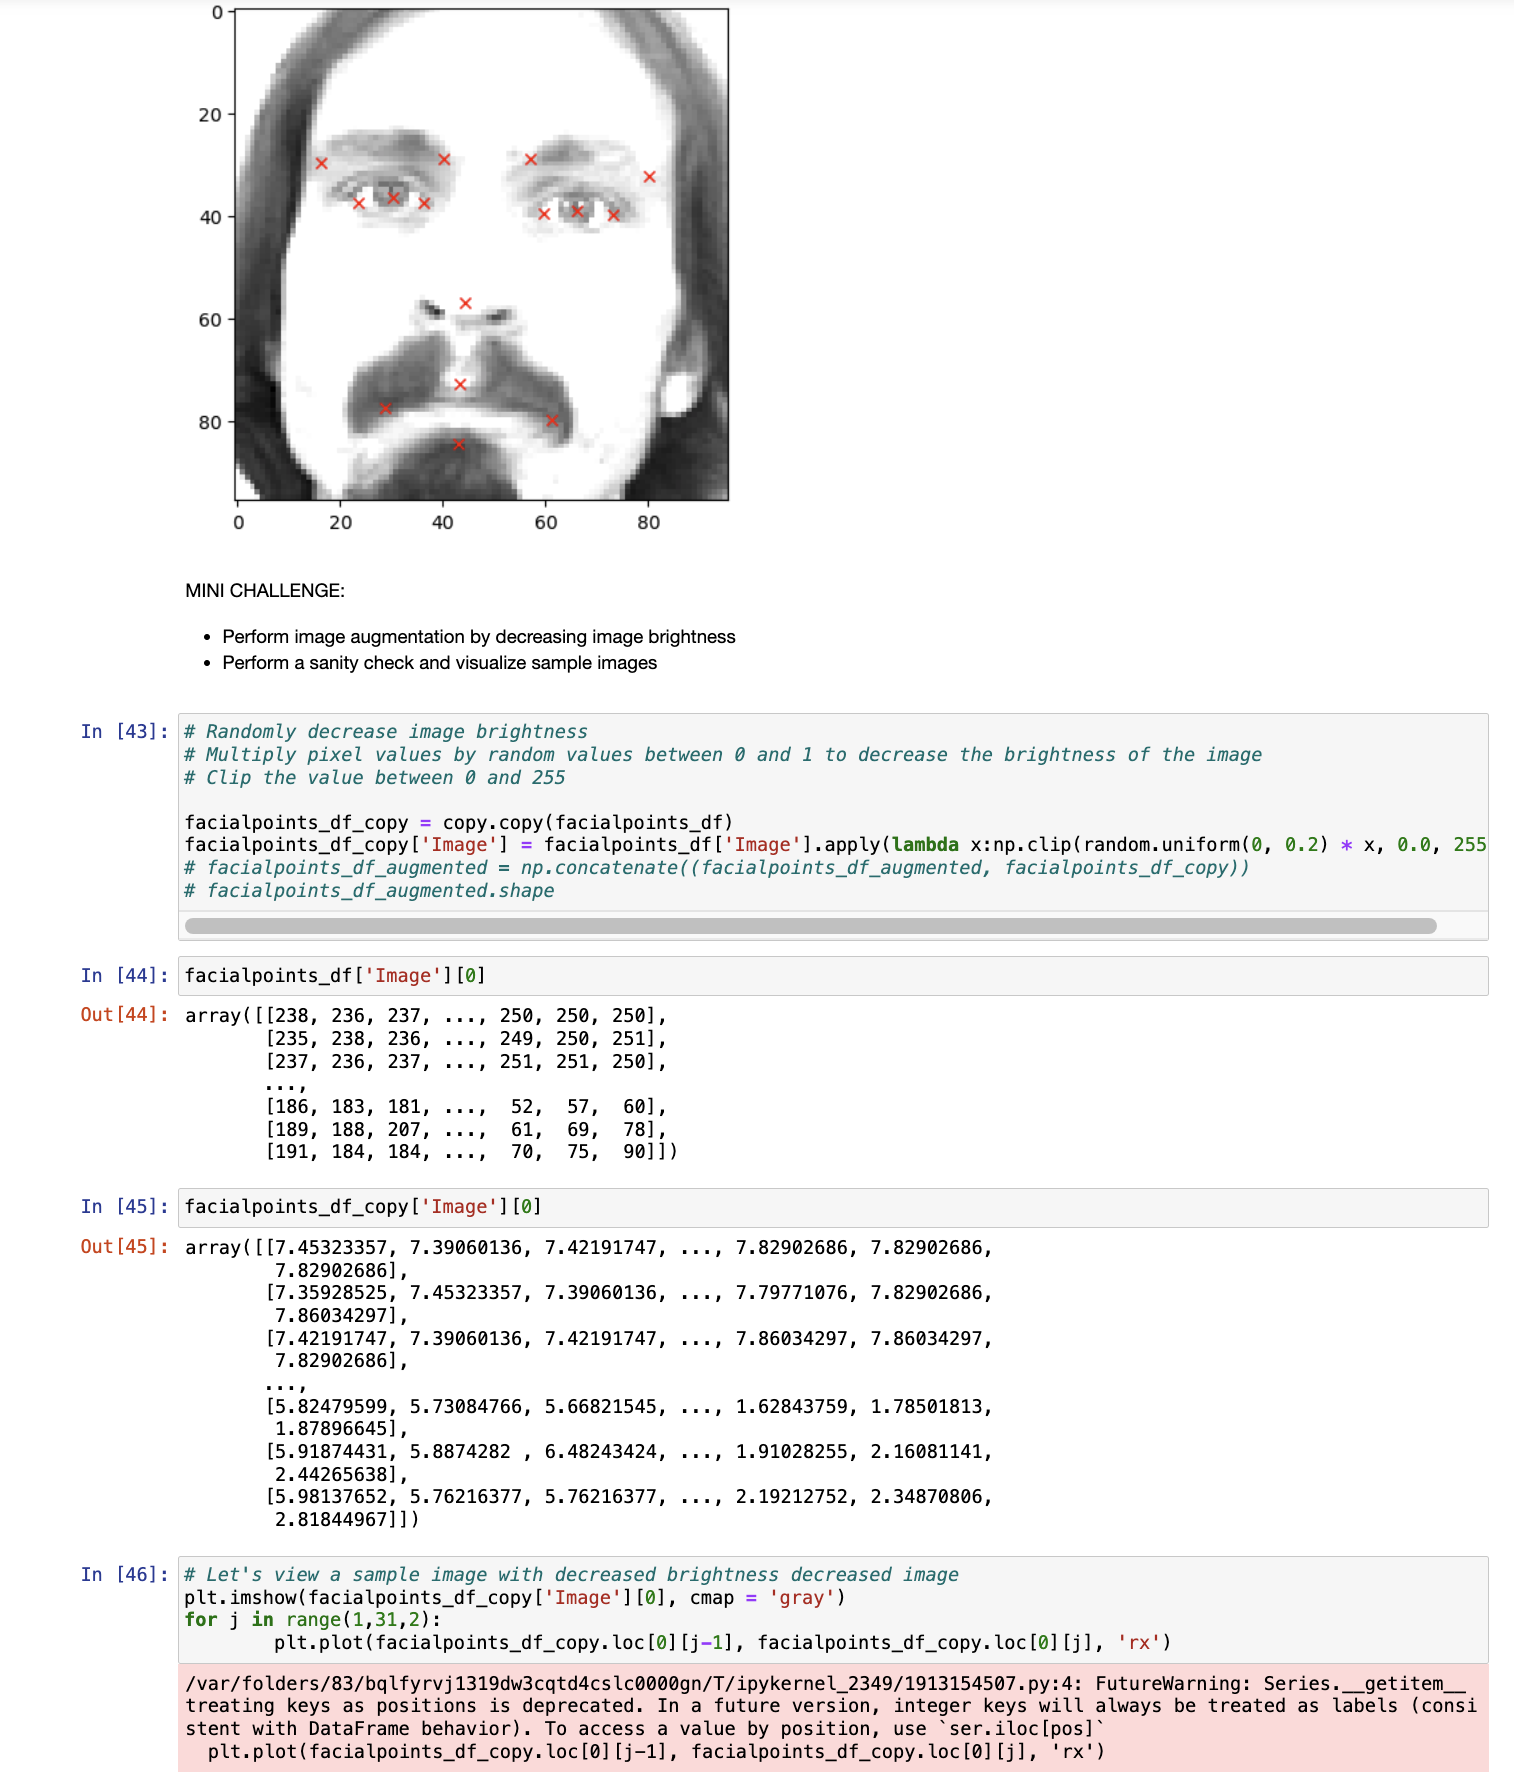 0
20
40
60
80
0 20 40 60 80
MINI CHALLENGE:
• Perform image augmentation by decreasing image brightness
• Perform a sanity check and visualize sample images
In [43]: # Randomly decrease image brightness
# Multiply pixel values by random values between 0 and 1 to decrease the brightness of the image
# Clip the value between 0 and 255
facialpoints_df_copy = copy.copy(facialpoints_df)
facialpoints_df_copy['Image'] = facialpoints_df['Image'].apply(lambda x:np.clip(random.uniform(0, 0.2) * x, 0.0, 255
# facialpoints_df_augmented = np.concatenate((facialpoints_df_augmented, facialpoints_df_copy))
# facialpoints_df_augmented.shape
In [44]: facialpoints_df['Image'][0]
Out[44]: array([[238, 236, 237, ..., 250, 250, 250],
[235, 238, 236, ..., 249, 250, 251],
[237, 236, 237, ..., 251, 251, 250],
...,
[186, 183, 181, ..., 52, 57, 60],
[189, 188, 207, ..., 61, 69, 78],
[191, 184, 184, ..., 70, 75, 90]])
In [45]: facialpoints_df_copy['Image'][0]
Out[45]: array([[7.45323357, 7.39060136, 7.42191747, ..., 7.82902686, 7.82902686,
7.82902686],
[7.35928525, 7.45323357, 7.39060136, ..., 7.79771076, 7.82902686,
7.86034297],
[7.42191747, 7.39060136, 7.42191747, ..., 7.86034297, 7.86034297,
7.82902686],
...,
[5.82479599, 5.73084766, 5.66821545, ..., 1.62843759, 1.78501813,
1.87896645],
[5.91874431, 5.8874282 , 6.48243424, ..., 1.91028255, 2.16081141,
2.44265638],
[5.98137652, 5.76216377, 5.76216377, ..., 2.19212752, 2.34870806,
2.81844967]])
In [46]: # Let's view a sample image with decreased brightness decreased image
plt.imshow(facialpoints_df_copy['Image'][0], cmap = 'gray')
for j in range(1,31,2):
plt.plot(facialpoints_df_copy.loc[0][j-1], facialpoints_df_copy.loc[0][j], 'rx')
/var/folders/83/bqlfyrvj1319dw3cqtd4cslc0000gn/T/ipykernel_2349/1913154507.py:4: FutureWarning: Series.__getitem__
treating keys as positions is deprecated. In a future version, integer keys will always be treated as labels (consi
stent with DataFrame behavior). To access a value by position, use `ser.iloc[pos]`
plt.plot(facialpoints_df_copy.loc[0][j-1], facialpoints_df_copy.loc[0][j], 'rx')